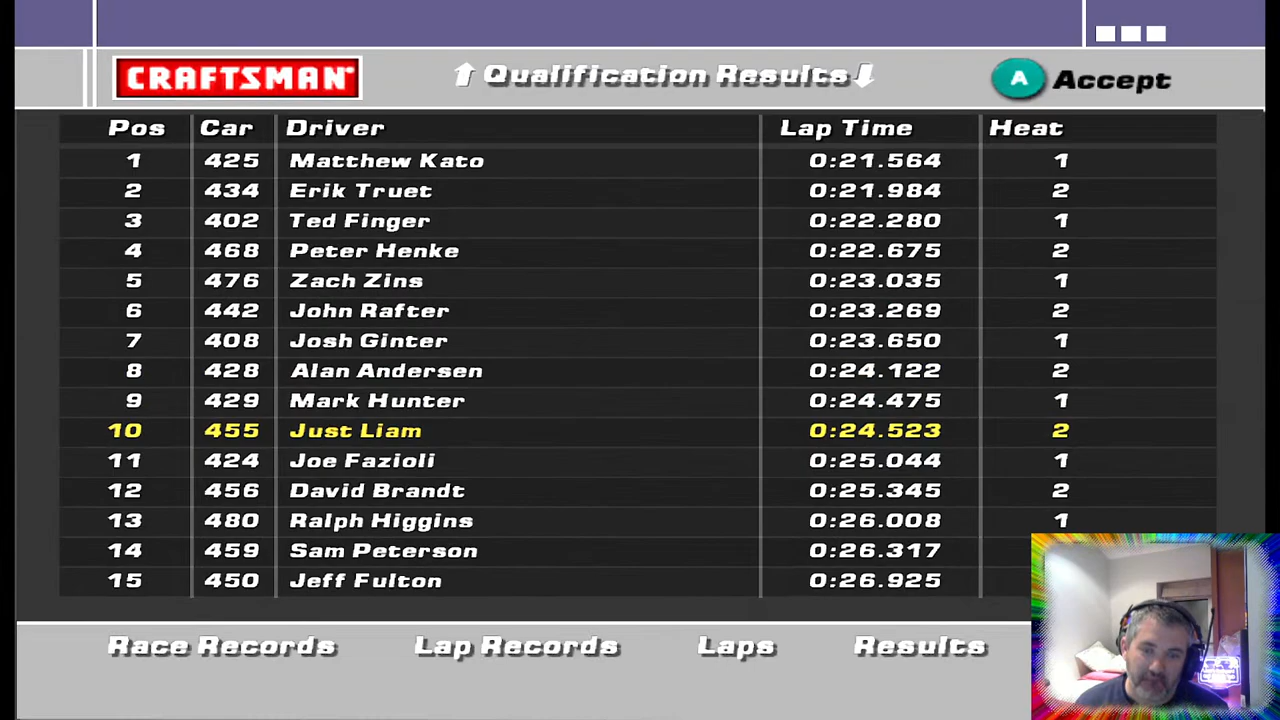 CRAFTSMAN
Qualification Results
A Accept
Pos Car Driver Lap Time Heat
1 425 Matthew Kato 0:21.564 1
2 434 Erik Truet 0:21.984 2
3 402 Ted Finger 0:22.280 1
4 468 Peter Henke 0:22.675 2
5 476 Zach Zins 0:23.035 1
6 442 John Rafter 0:23.269 2
7 408 Josh Ginter 0:23.650 1
8 428 Alan Andersen 0:24.122 2
9 429 Mark Hunter 0:24.475 1
10 455 Just Liam 0:24.523 2
11 424 Joe Fazioli 0:25.044 1
12 456 David Brandt 0:25.345 2
13 480 Ralph Higgins 0:26.008 1
14 459 Sam Peterson 0:26.317
15 450 Jeff Fulton 0:26.925
Race Records Lap Records Laps Results